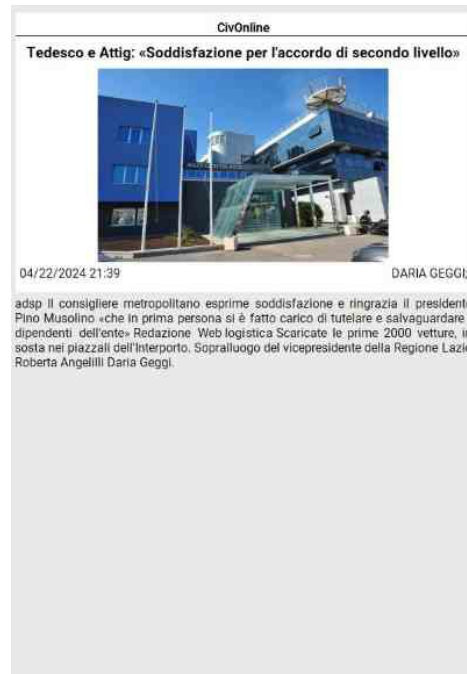 CivOnline
Tedesco e Attig: «Soddisfazione per l'accordo di secondo livello»
04/22/2024 21:39
DARIA GEGGI;
adsp Il consigliere metropolitano esprime soddisfazione e ringrazia il presidente
Pino Musolino «che in prima persona si è fatto carico di tutelare e salvaguardare i
dipendenti dell'ente» Redazione Web logistica Scaricate le prime 2000 vetture, in
sosta nei piazzali dell'Interporto. Sopralluogo del vicepresidente della Regione Lazio
Roberta Angelilli Daria Geggi.